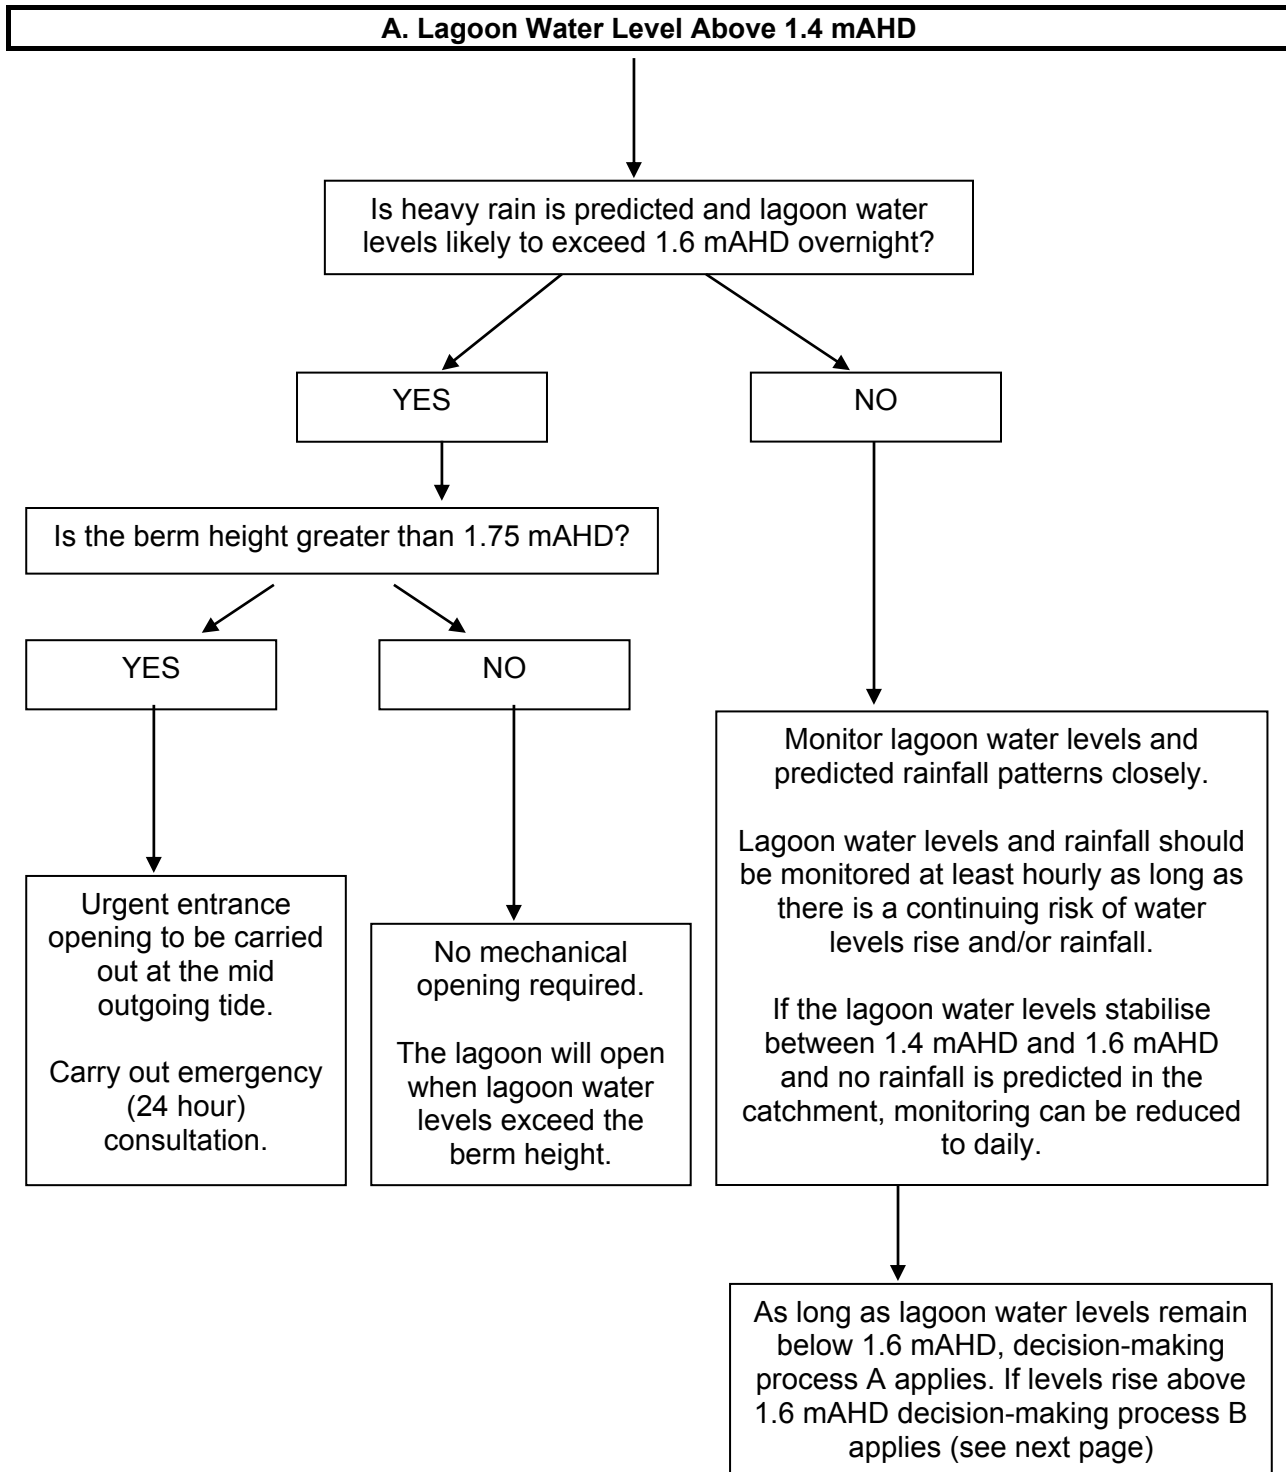 A. Lagoon Water Level Above 1.4 mAHD
Is heavy rain is predicted and lagoon water
levels likely to exceed 1.6 mAHD overnight?
YES
NO
Is the berm height greater than 1.75 mAHD?
YES
NO
Urgent entrance
opening to be carried
out at the mid
outgoing tide.
Carry out emergency
(24 hour)
consultation.
No mechanical
opening required.
The lagoon will open
when lagoon water
levels exceed the
berm height.
Monitor lagoon water levels and
predicted rainfall patterns closely.
Lagoon water levels and rainfall should
be monitored at least hourly as long as
there is a continuing risk of water
levels rise and/or rainfall.
If the lagoon water levels stabilise
between 1.4 mAHD and 1.6 mAHD
and no rainfall is predicted in the
catchment, monitoring can be reduced
to daily.
As long as lagoon water levels remain
below 1.6 mAHD, decision-making
process A applies. If levels rise above
1.6 mAHD decision-making process B
applies (see next page)